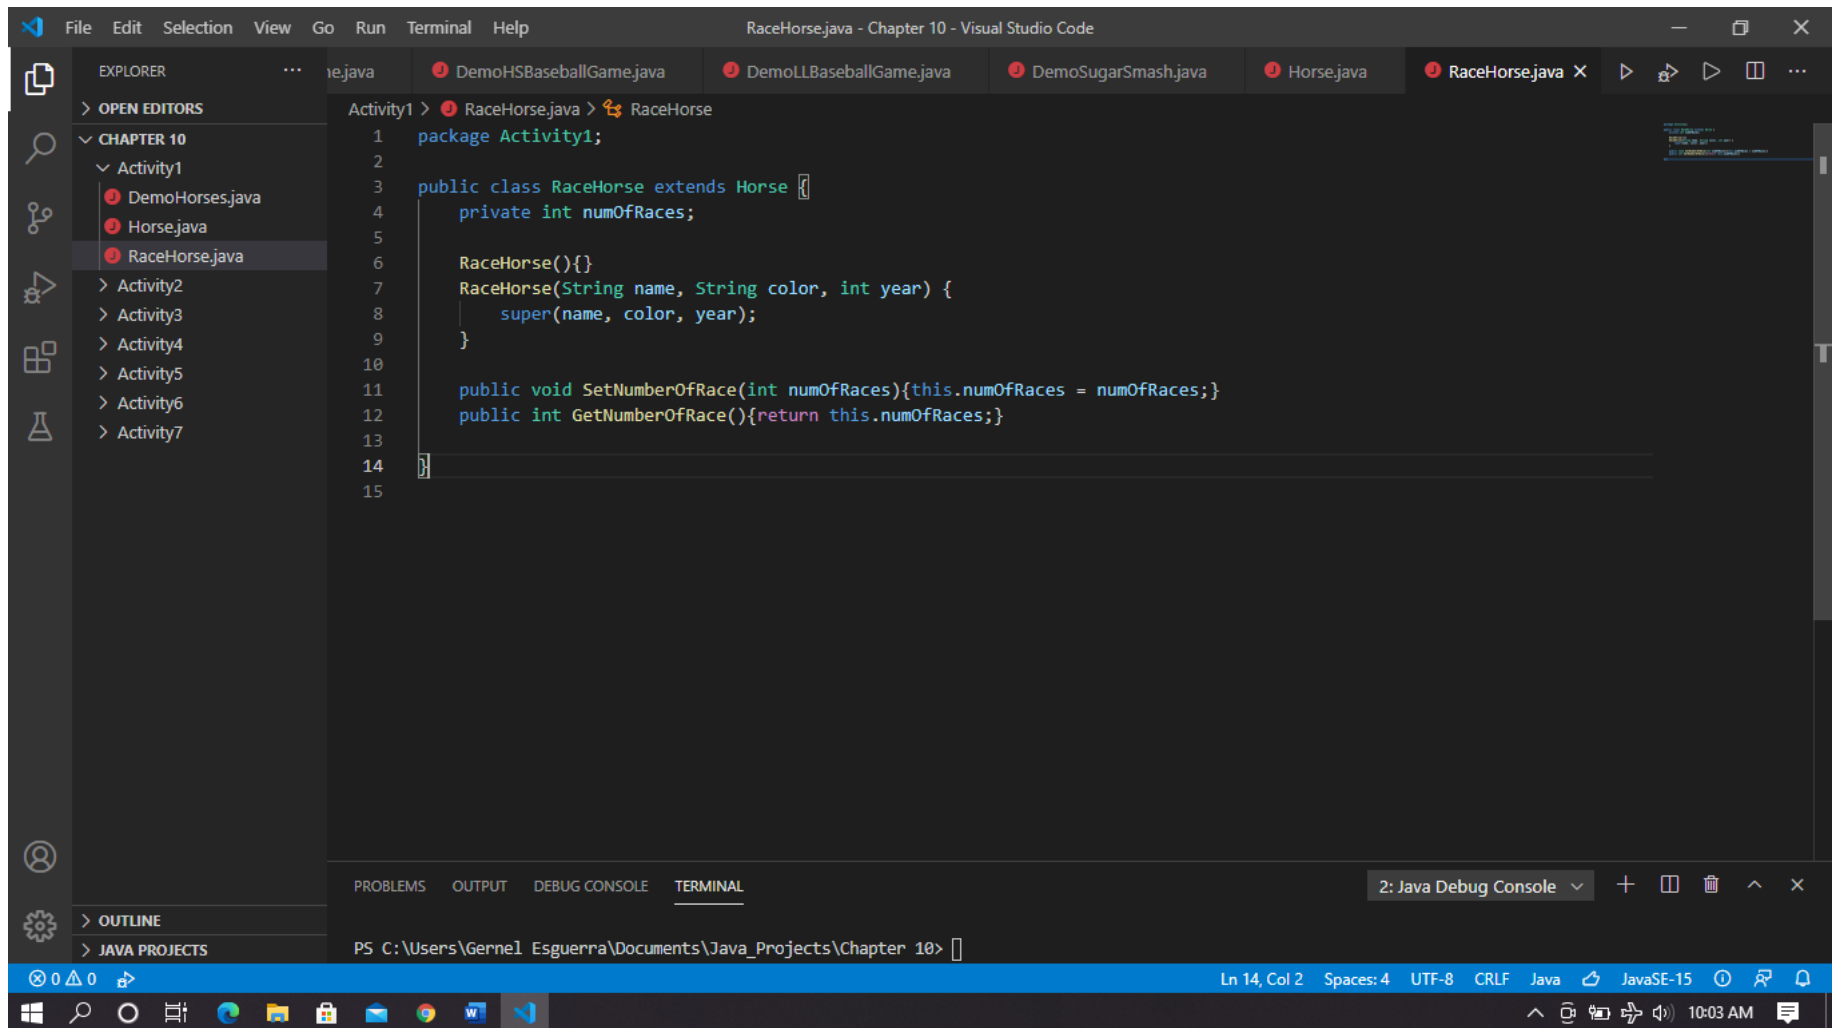 File Edit Selection View Go Run Terminal Help
RaceHorse.java - Chapter 10 - Visual Studio Code
EXPLORER
OPEN EDITORS
CHAPTER 10
Activity1
DemoHorses.java
Horse.java
RaceHorse.java
Activity2
Activity3
Activity4
Activity5
Activity6
Activity7
OUTLINE
JAVA PROJECTS
ne.java DemoHSBaseballGame.java DemoLLBaseballGame.java DemoSugarSmash.java Horse.java RaceHorse.java
Activity1 > RaceHorse.java > RaceHorse
1 package Activity1;
2
3 public class RaceHorse extends Horse {
4 private int numOfRaces;
5
6 RaceHorse(){}
7 RaceHorse(String name, String color, int year) {
8 super(name, color, year);
9 }
10
11 public void SetNumberOfRace(int numOfRaces){this.numOfRaces = numOfRaces;}
12 public int GetNumberOfRace(){return this.numOfRaces;}
13
14 }
15
PROBLEMS OUTPUT DEBUG CONSOLE TERMINAL
2: Java Debug Console
PS C:\Users\Gernel Esguerra\Documents\Java_Projects\Chapter 10>
0 0
Ln 14, Col 2 Spaces: 4 UTF-8 CRLF Java JavaSE-15
10:03 AM